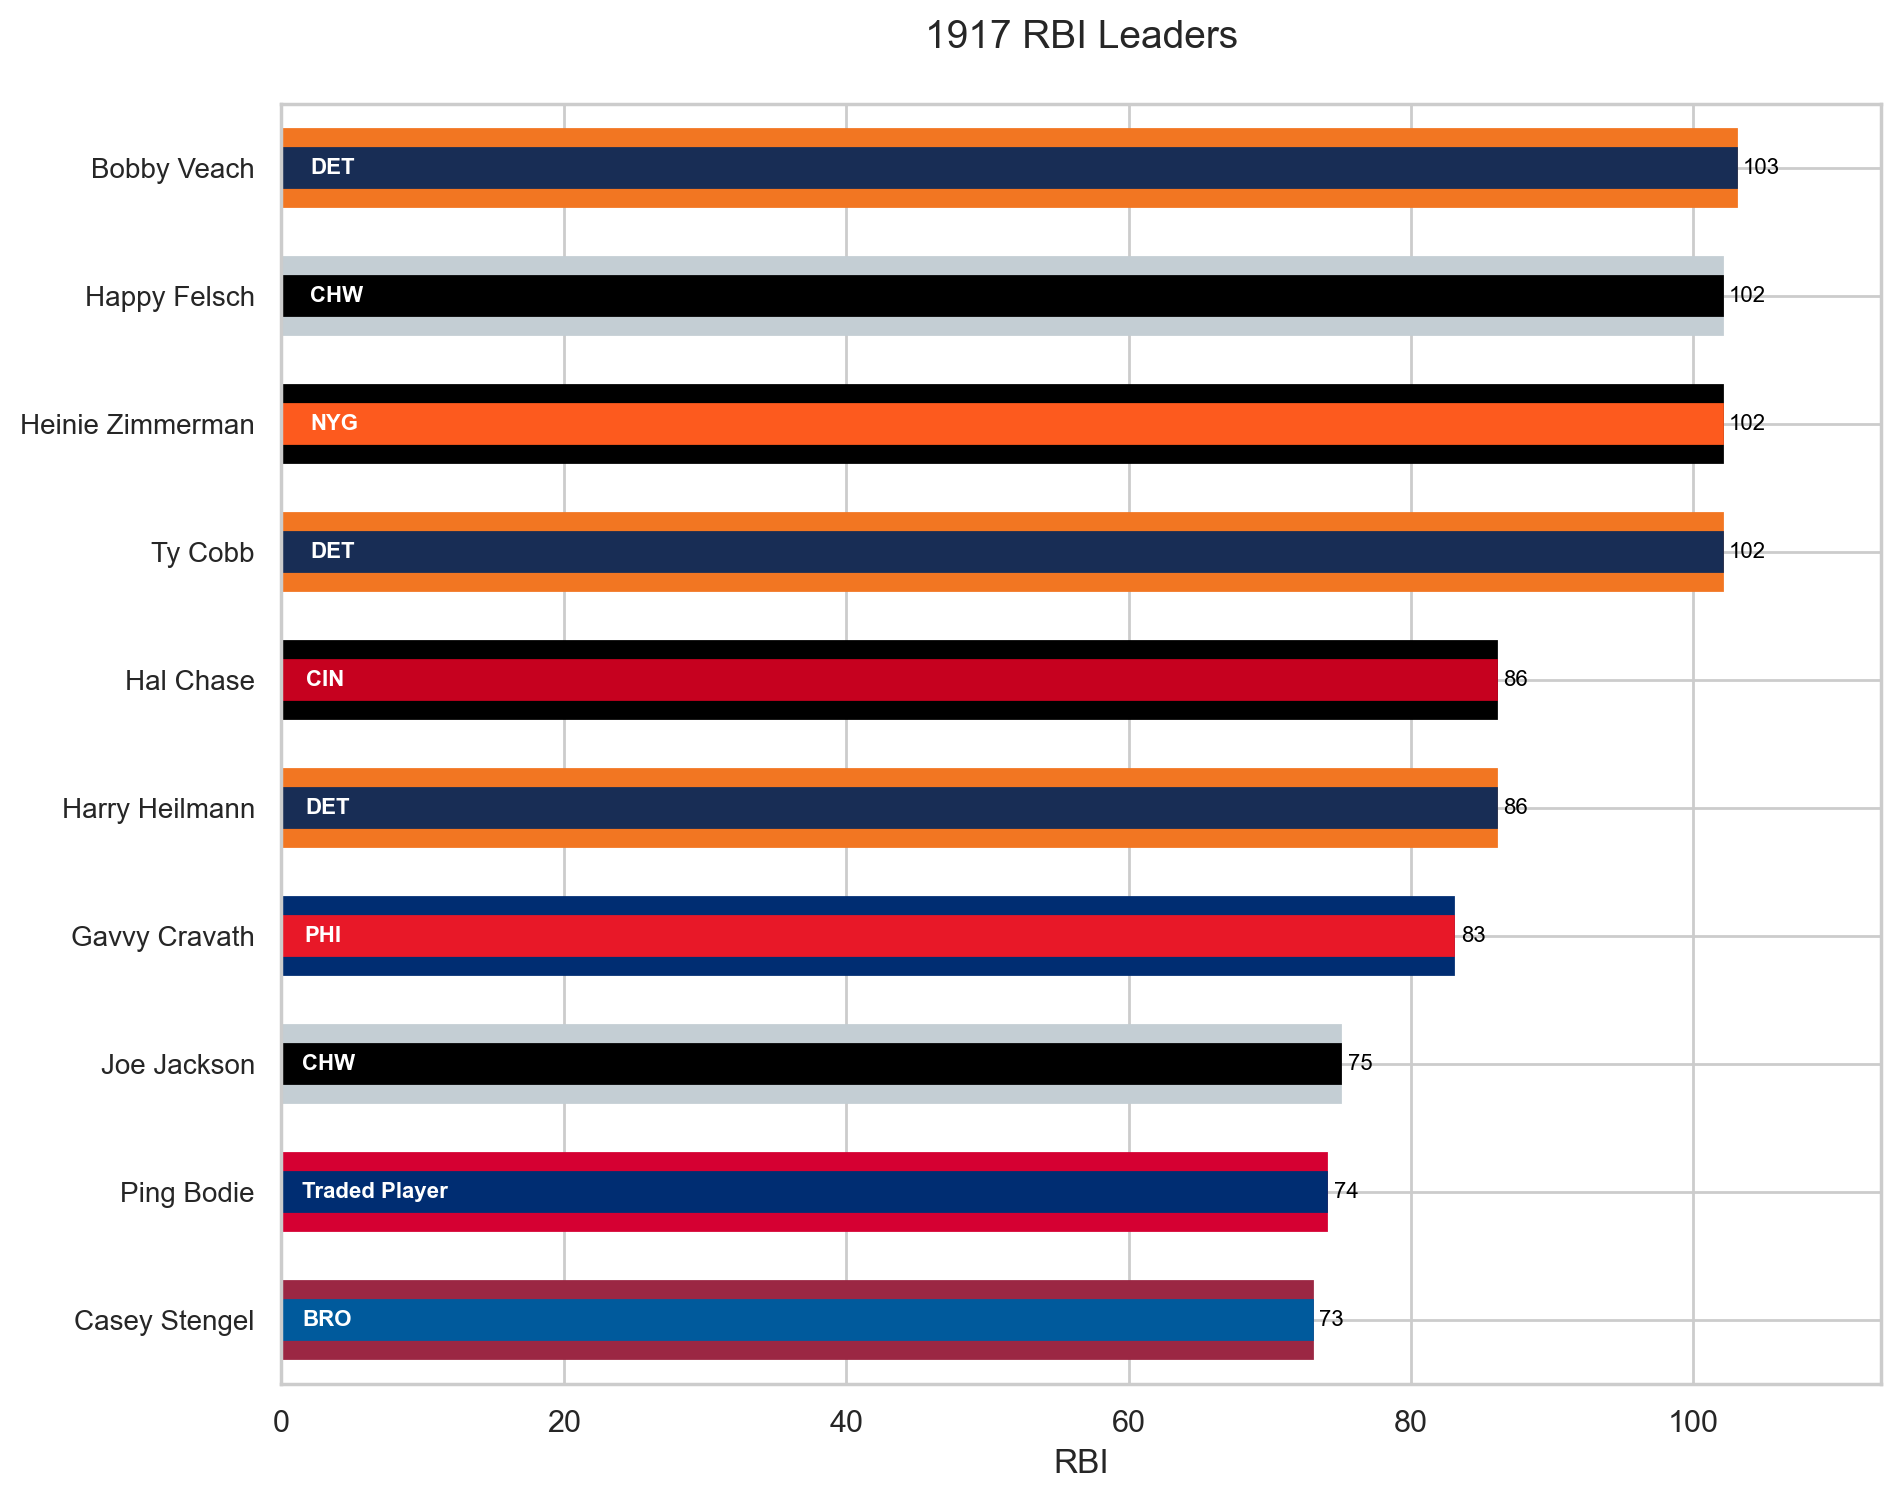 1917 RBI Leaders
Bobby Veach DET 103
Happy Felsch CHW 102
Heinie Zimmerman NYG 102
Ty Cobb DET 102
Hal Chase CIN 86
Harry Heilmann DET 86
Gavvy Cravath PHI 83
Joe Jackson CHW 75
Ping Bodie Traded Player 74
Casey Stengel BRO 73
0 20 40 60 80 100
RBI